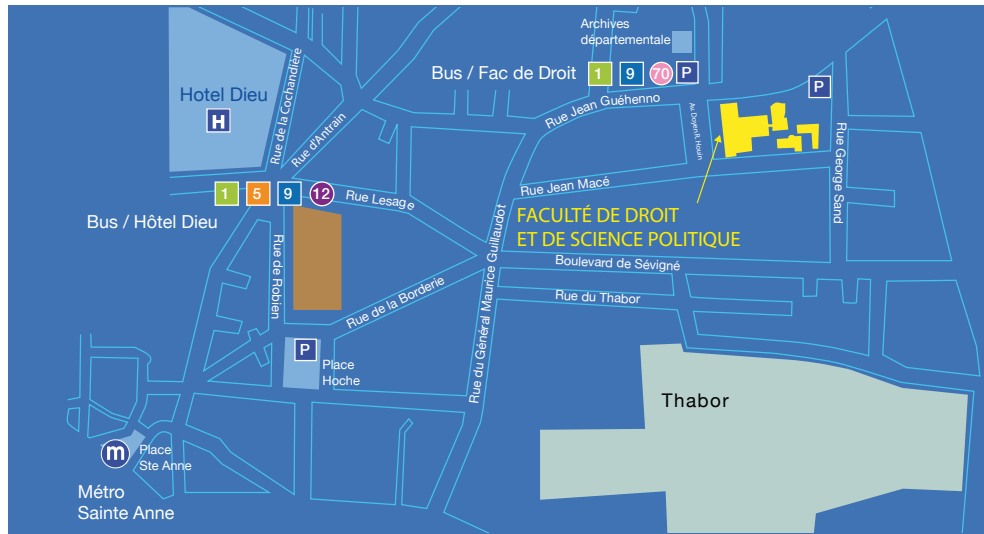 Archives
départementale
Bus / Fac de Droit
1
9
70
P
Hotel Dieu
H
Rue de la Cochardière
Rue d'Antrain
Rue Jean Guéhenno
Av. Doyen R. Houin
P
Rue George Sand
1
5
9
12
Bus / Hôtel Dieu
Rue Lesage
Rue Jean Macé
FACULTÉ DE DROIT
ET DE SCIENCE POLITIQUE
Rue de Robien
Rue de la Borderie
Rue du Général Maurice Guillaudot
Boulevard de Sévigné
Rue du Thabor
P
Place
Hoche
Thabor
m
Place
Ste Anne
Métro
Sainte Anne